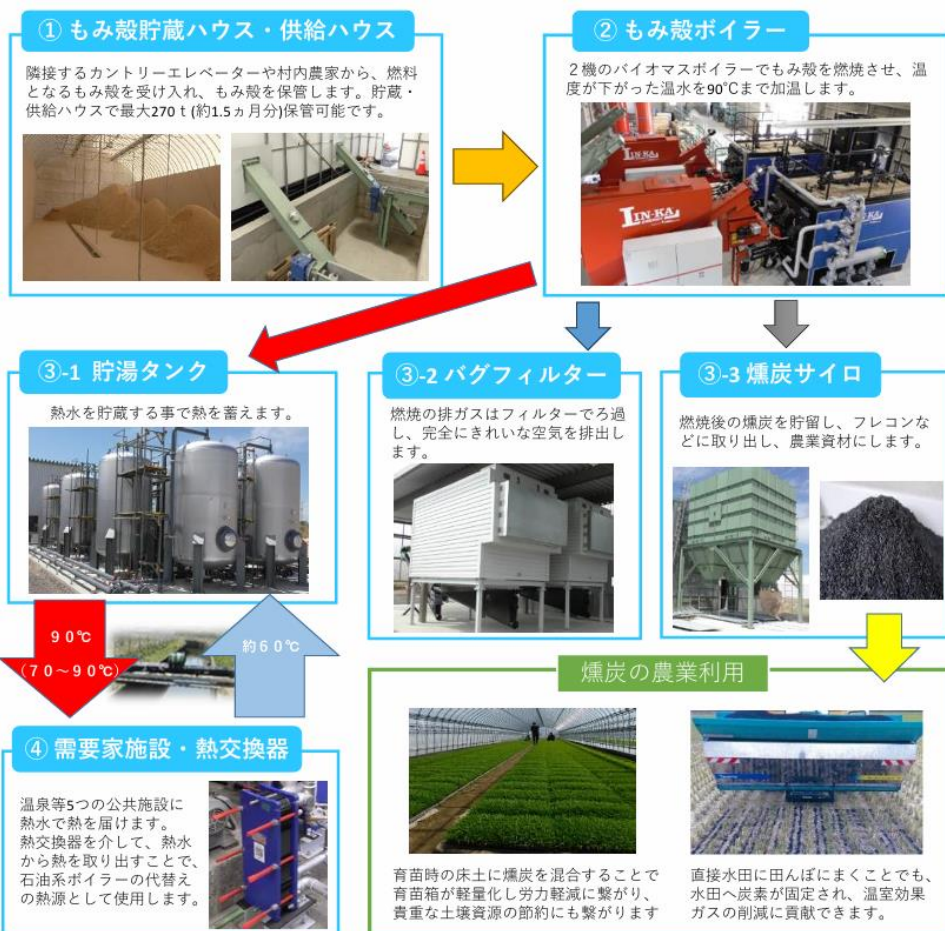 ① もみ殻貯蔵ハウス・供給ハウス
隣接するカントリーエレベーターや村内農家から、燃料
となるもみ殻を受け入れ、もみ殻を保管します。貯蔵・
供給ハウスで最大270ｔ(約1.5ヵ月分)保管可能です。
② もみ殻ボイラー
２機のバイオマスボイラーでもみ殻を燃焼させ、温
度が下がった温水を90℃まで加温します。
LIN-KA
LIN-KA
LIN-KA
③-1 貯湯タンク
熱水を貯蔵する事で熱を蓄えます。
③-2 バグフィルター
燃焼の排ガスはフィルターでろ過
し、完全にきれいな空気を排出し
ます。
③-3 燻炭サイロ
燃焼後の燻炭を貯留し、フレコンな
どに取り出し、農業資材にします。
９０℃
(７０～９０℃)
約６０℃
④ 需要家施設・熱交換器
温泉等5つの公共施設に
熱水で熱を届けます。
熱交換器を介して、熱水
から熱を取り出すことで、
石油系ボイラーの代替え
の熱源として使用します。
燻炭の農業利用
育苗時の床土に燻炭を混合することで
育苗箱が軽量化し労力軽減に繋がり、
貴重な土壌資源の節約にも繋がります
直接水田に田んぼにまくことでも、
水田へ炭素が固定され、温室効果
ガスの削減に貢献できます。